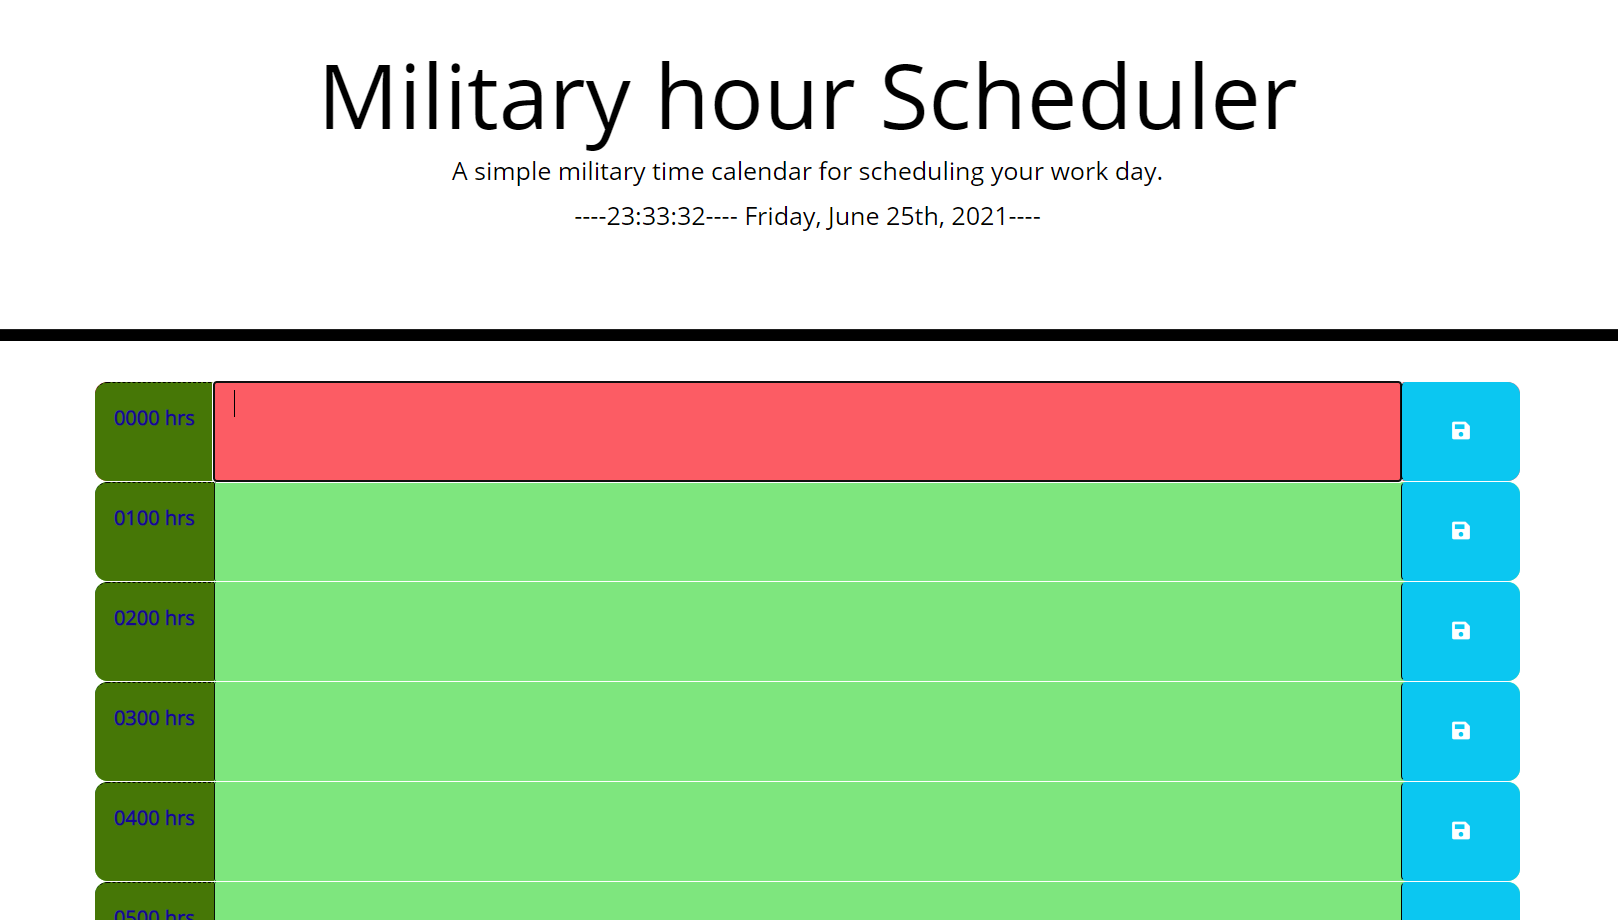 Military hour Scheduler
A simple military time calendar for scheduling your work day.
----23:33:32---- Friday, June 25th, 2021----
0000 hrs
0100 hrs
0200 hrs
0300 hrs
0400 hrs
0500 hrs